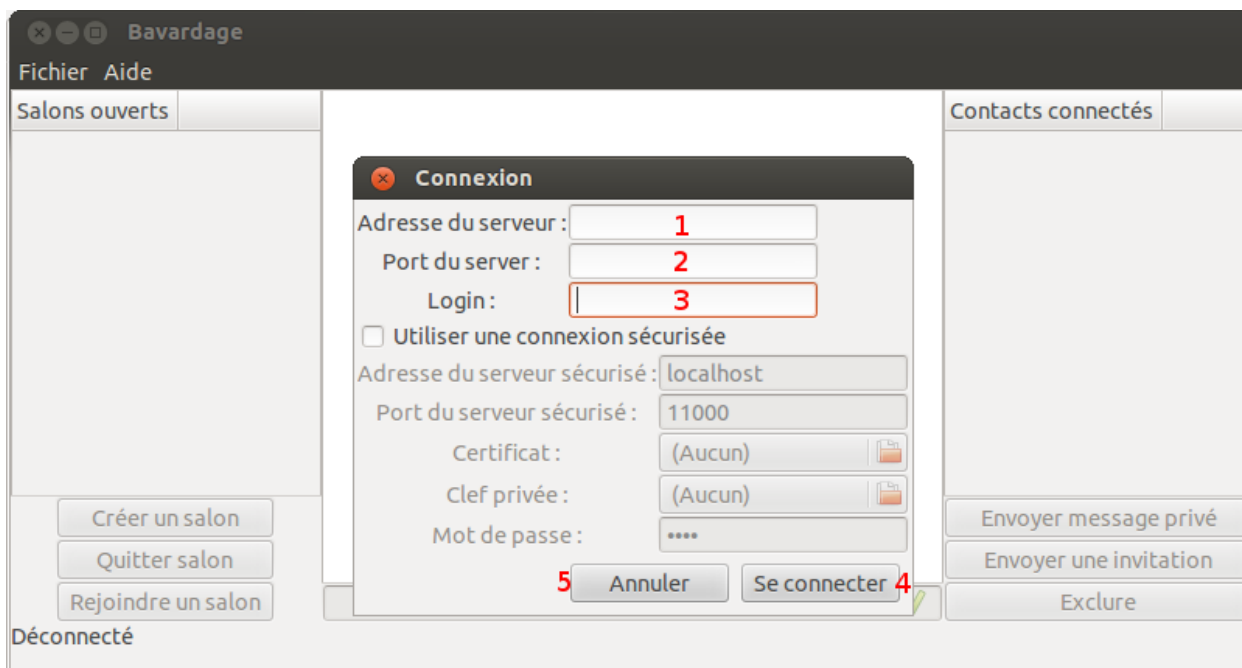 Bavardage
Fichier Aide
Salons ouverts
Contacts connectés
Connexion
Adresse du serveur : 1
Port du server : 2
Login : 3
Utiliser une connexion sécurisée
Adresse du serveur sécurisé : localhost
Port du serveur sécurisé : 11000
Certificat : (Aucun)
Clef privée : (Aucun)
Mot de passe : ••••
5 Annuler Se connecter 4
Créer un salon
Quitter salon
Rejoindre un salon
Envoyer message privé
Envoyer une invitation
Exclure
Déconnecté